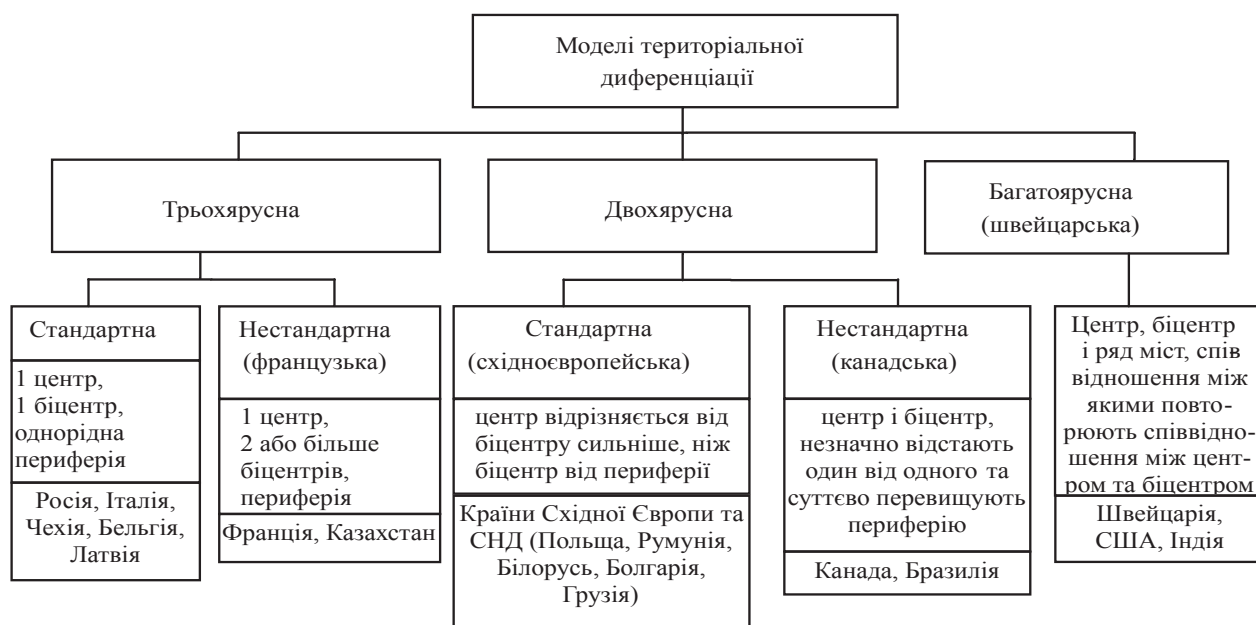 Моделі територіальної
диференціації
Трьохярусна
Двохярусна
Багатоярусна
(швейцарська)
Стандартна
1 центр,
1 біцентр,
однорідна
периферія
Росія, Італія,
Чехія, Бельгія,
Латвія
Нестандартна
(французька)
1 центр,
2 або більше
біцентрів,
периферія
Франція, Казахстан
Стандартна
(східноєвропейська)
центр відрізняється від
біцентру сильніше, ніж
біцентр від периферії
Країни Східної Європи та
СНД (Польща, Румунія,
Білорусь, Болгарія,
Грузія)
Нестандартна
(канадська)
центр і біцентр,
незначно відстають
один від одного та
суттєво перевищують
периферію
Канада, Бразилія
Центр, біцентр
і ряд міст, спів
відношення між
якими повто-
рюють співвідно-
шення між цент-
ром та біцентром
Швейцарія,
США, Індія